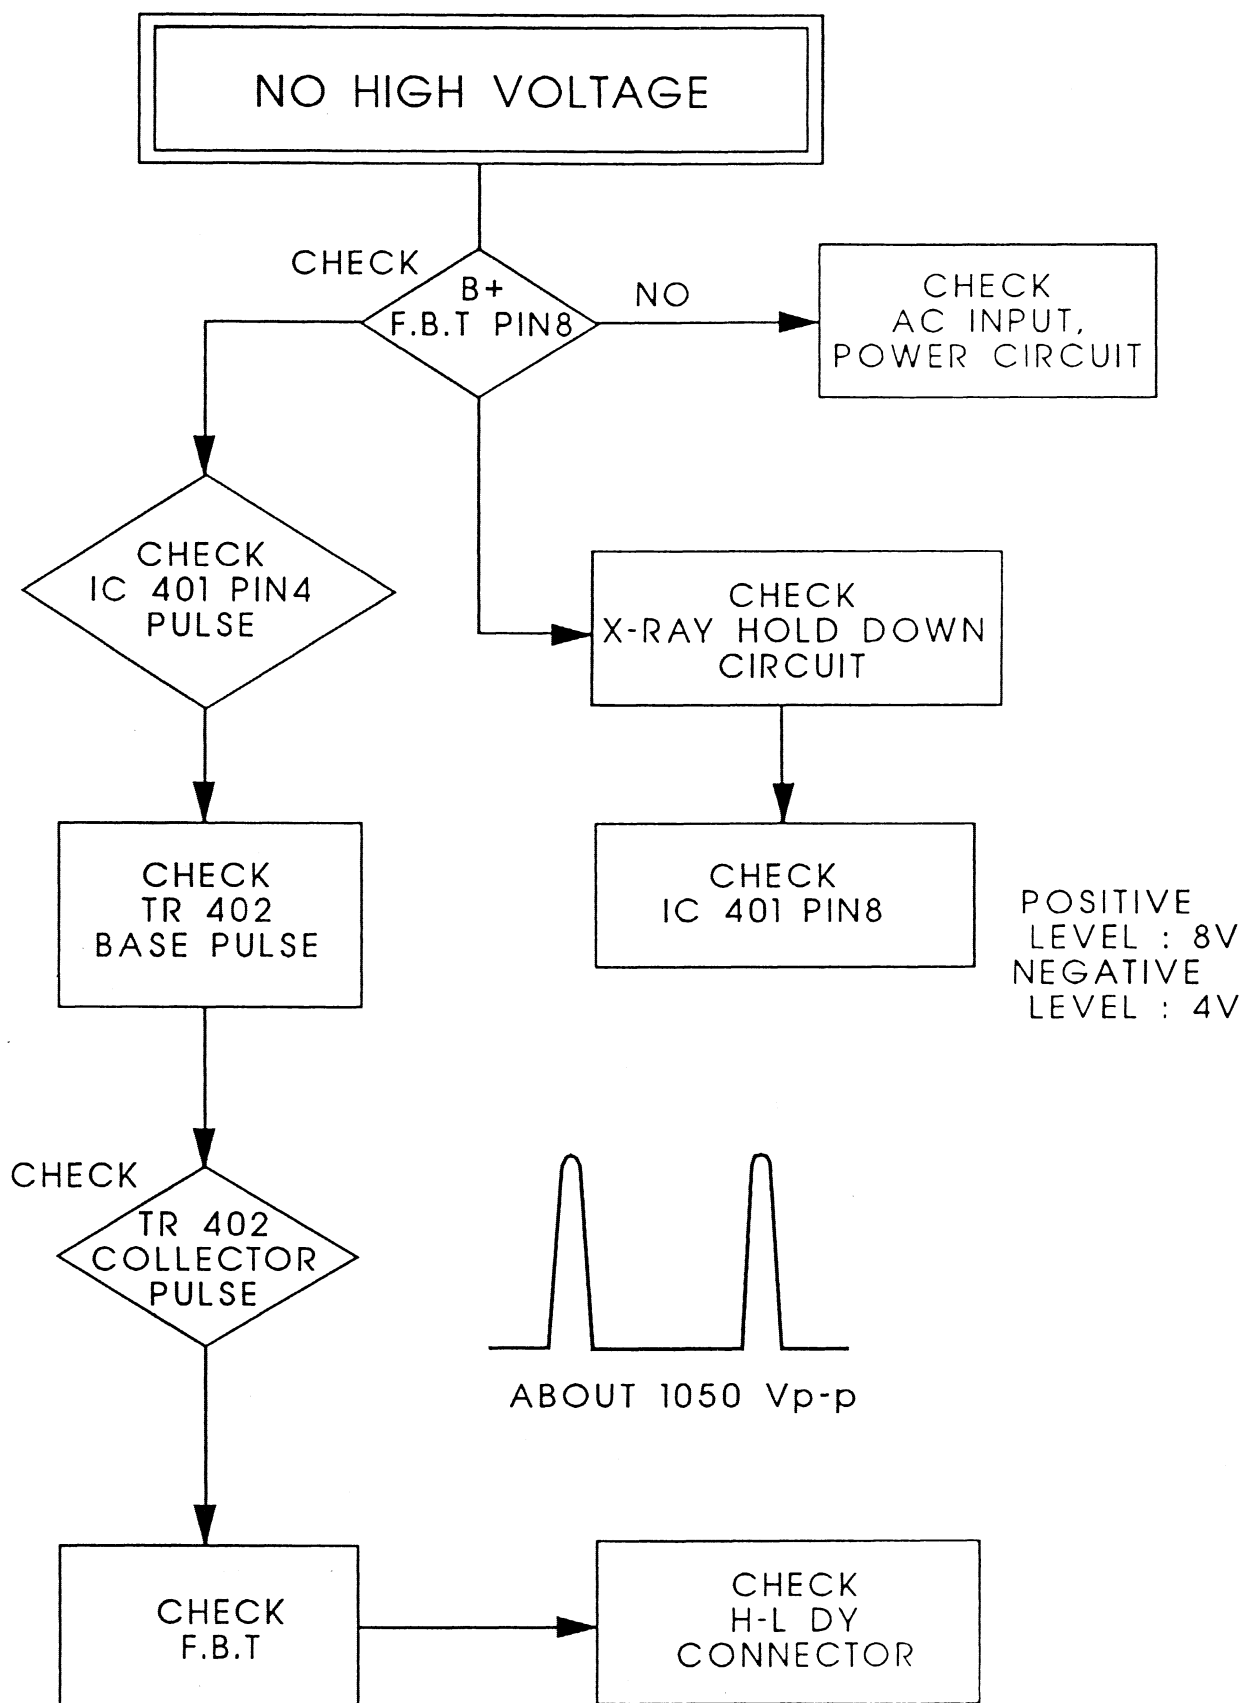 NO HIGH VOLTAGE
CHECK
B+
F.B.T PIN8
NO
CHECK
AC INPUT,
POWER CIRCUIT
CHECK
IC 401 PIN4
PULSE
CHECK
X-RAY HOLD DOWN
CIRCUIT
CHECK
TR 402
BASE PULSE
CHECK
IC 401 PIN8
POSITIVE
LEVEL : 8V
NEGATIVE
LEVEL : 4V
CHECK
TR 402
COLLECTOR
PULSE
ABOUT 1050 Vp-p
CHECK
F.B.T
CHECK
H-L DY
CONNECTOR